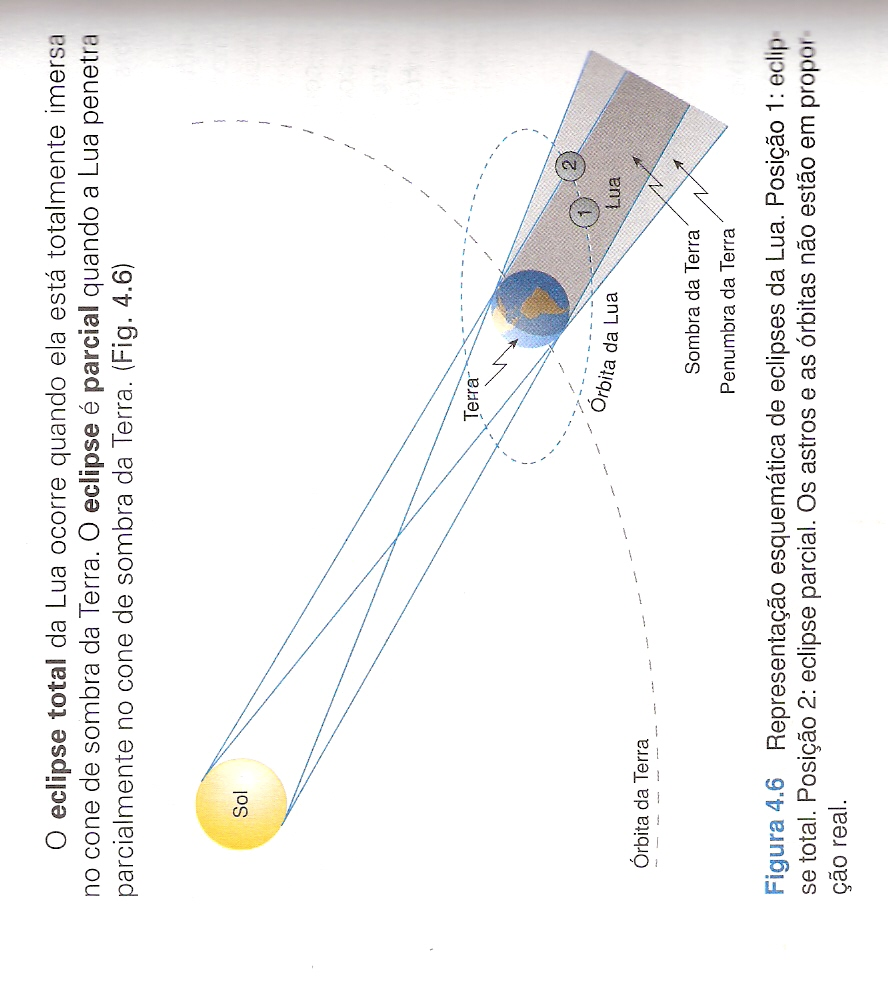 O eclipse total da Lua ocorre quando ela está totalmente imersa
no cone de sombra da Terra. O eclipse é parcial quando a Lua penetra
parcialmente no cone de sombra da Terra. (Fig. 4.6)
Sol
Terra
1
2
Lua
Órbita da Lua
Sombra da Terra
Penumbra da Terra
Órbita da Terra
Figura 4.6 Representação esquemática de eclipses da Lua. Posição 1: eclip-
se total. Posição 2: eclipse parcial. Os astros e as órbitas não estão em propor-
ção real.